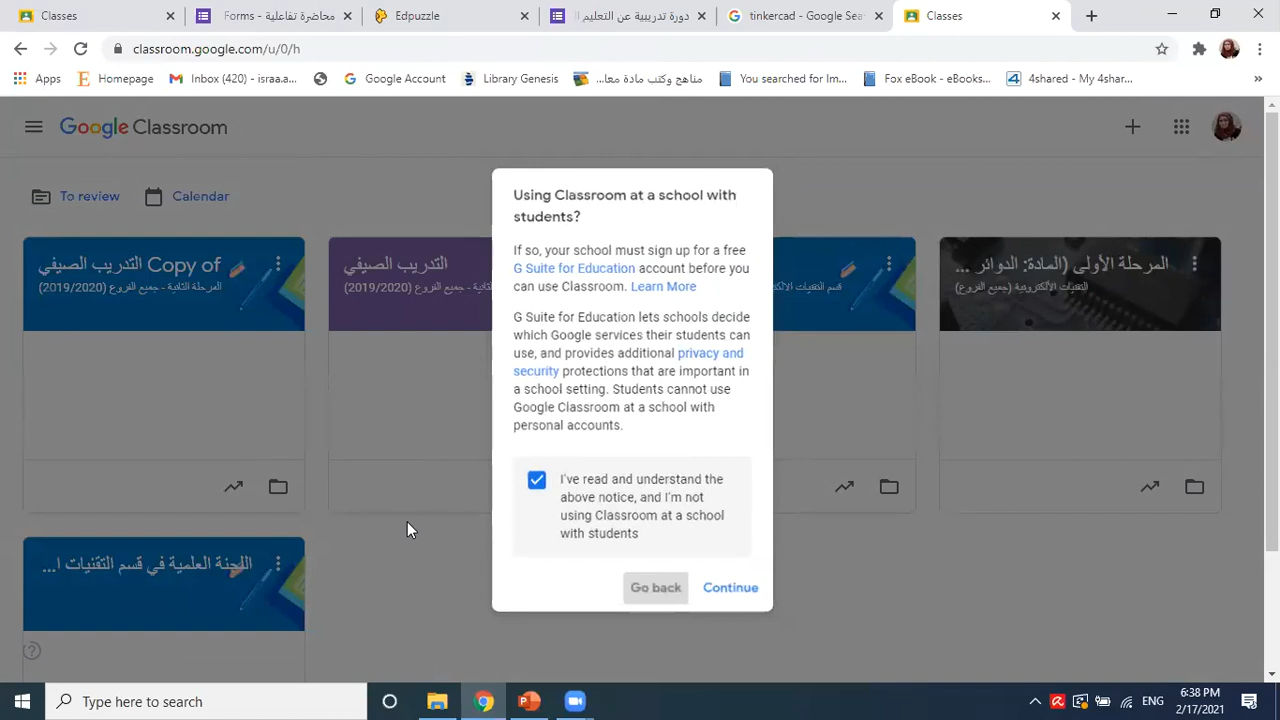 Classes
محاضرة تفاعلية - Forms
Edpuzzle
دورة تدريبية عن التعليم ال
tinkercad - Google Sea
Classes
classroom.google.com/u/0/h
Apps
Homepage
Inbox (420) - israa.a...
Google Account
Library Genesis
مناهج وكتب مادة معا...
You searched for Im...
Fox eBook - eBooks...
4shared - My 4shar...
Google Classroom
To review
Calendar
Copy of التدريب الصيفي
المرحلة الثانية - جميع الفروع (2019/2020)
التدريب الصيفي
الثانية - جميع الفروع (2019/2020)
قسم التقنيات الالك
المرحلة الأولى (المادة: الدوائر ...
التقنيات الألكترونية (جميع الفروع)
اللجنة العلمية في قسم التقنيات ا...
Using Classroom at a school with
students?
If so, your school must sign up for a free
G Suite for Education account before you
can use Classroom. Learn More
G Suite for Education lets schools decide
which Google services their students can
use, and provides additional privacy and
security protections that are important in
a school setting. Students cannot use
Google Classroom at a school with
personal accounts.
I've read and understand the
above notice, and I'm not
using Classroom at a school
with students
Go back
Continue
Type here to search
ENG
6:38 PM
2/17/2021